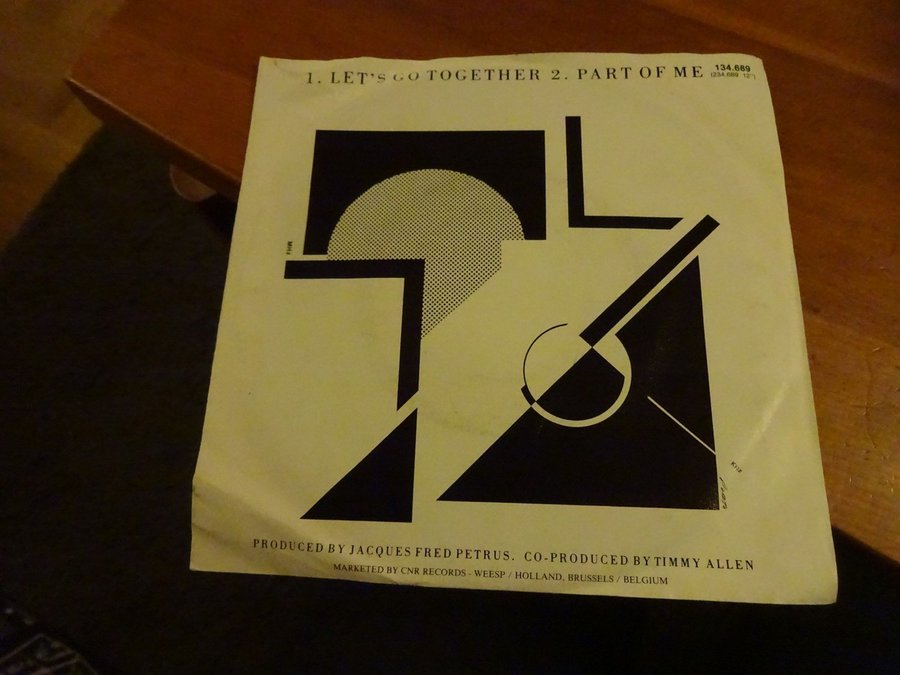 1. LET'S GO TOGETHER 2. PART OF ME
134.689
(234.689 12")
PRODUCED BY JACQUES FRED PETRUS. CO-PRODUCED BY TIMMY ALLEN
MARKETED BY CNR RECORDS - WEESP / HOLLAND, BRUSSELS / BELGIUM